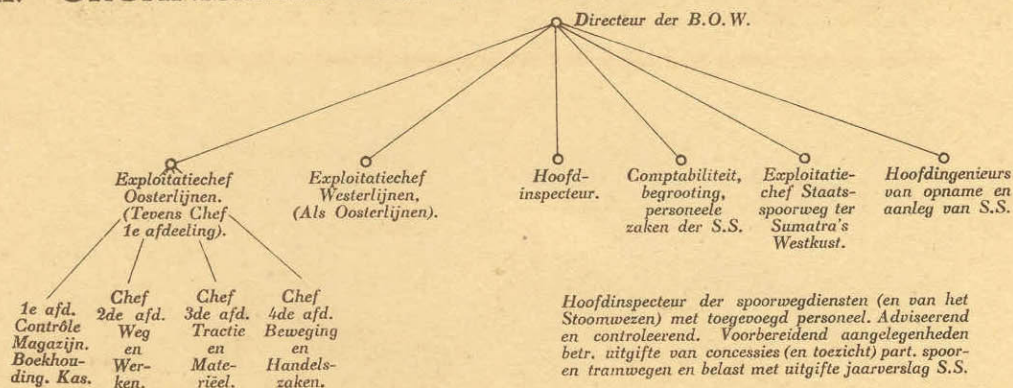 Directeur der B.O.W.
Exploitatiechef
Oosterlijnen.
(Tevens Chef
1e afdeeling).
Exploitatiechef
Westerlijnen,
(Als Oosterlijnen).
Hoofd-
inspecteur.
Comptabiliteit,
begrooting,
personeele
zaken der S.S.
Exploitatie-
chef Staats-
spoorweg ter
Sumatra's
Westkust.
Hoofdingenieurs
van opname en
aanleg van S.S.
1e afd.
Contrôle
Magazijn.
Boekhou-
ding. Kas.
Chef
2de afd.
Weg
en
Wer-
ken.
Chef
3de afd.
Tractie
en
Mate-
riëel.
Chef
4de afd.
Beweging
en
Handels-
zaken.
Hoofdinspecteur der spoorwegdiensten (en van het
Stoomwezen) met toegevoegd personeel. Adviseerend
en controleerend. Voorbereidend aangelegenheden
betr. uitgifte van concessies (en toezicht) part. spoor-
en tramwegen en belast met uitgifte jaarverslag S.S.